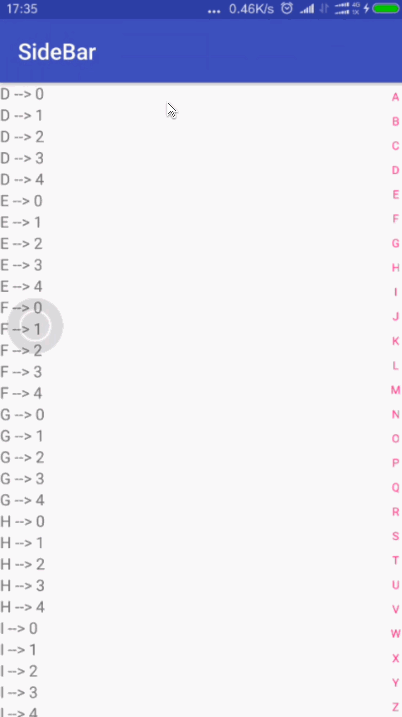 17:35 ... 0.46K/s 4G 1X
SideBar
D --> 0
D --> 1
D --> 2
D --> 3
D --> 4
E --> 0
E --> 1
E --> 2
E --> 3
E --> 4
F --> 0
F --> 1
F --> 2
F --> 3
F --> 4
G --> 0
G --> 1
G --> 2
G --> 3
G --> 4
H --> 0
H --> 1
H --> 2
H --> 3
H --> 4
I --> 0
I --> 1
I --> 2
I --> 3
I --> 4
A
B
C
D
E
F
G
H
I
J
K
L
M
N
O
P
Q
R
S
T
U
V
W
X
Y
Z